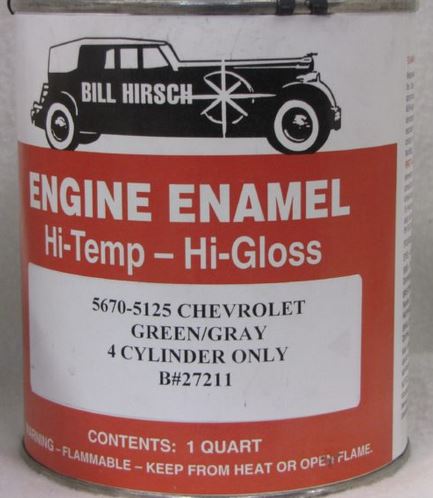 BILL HIRSCH
ENGINE ENAMEL
Hi-Temp – Hi-Gloss
5670-5125 CHEVROLET
GREEN/GRAY
4 CYLINDER ONLY
B#27211
CONTENTS: 1 QUART
WARNING – FLAMMABLE – KEEP FROM HEAT OR OPEN FLAME.